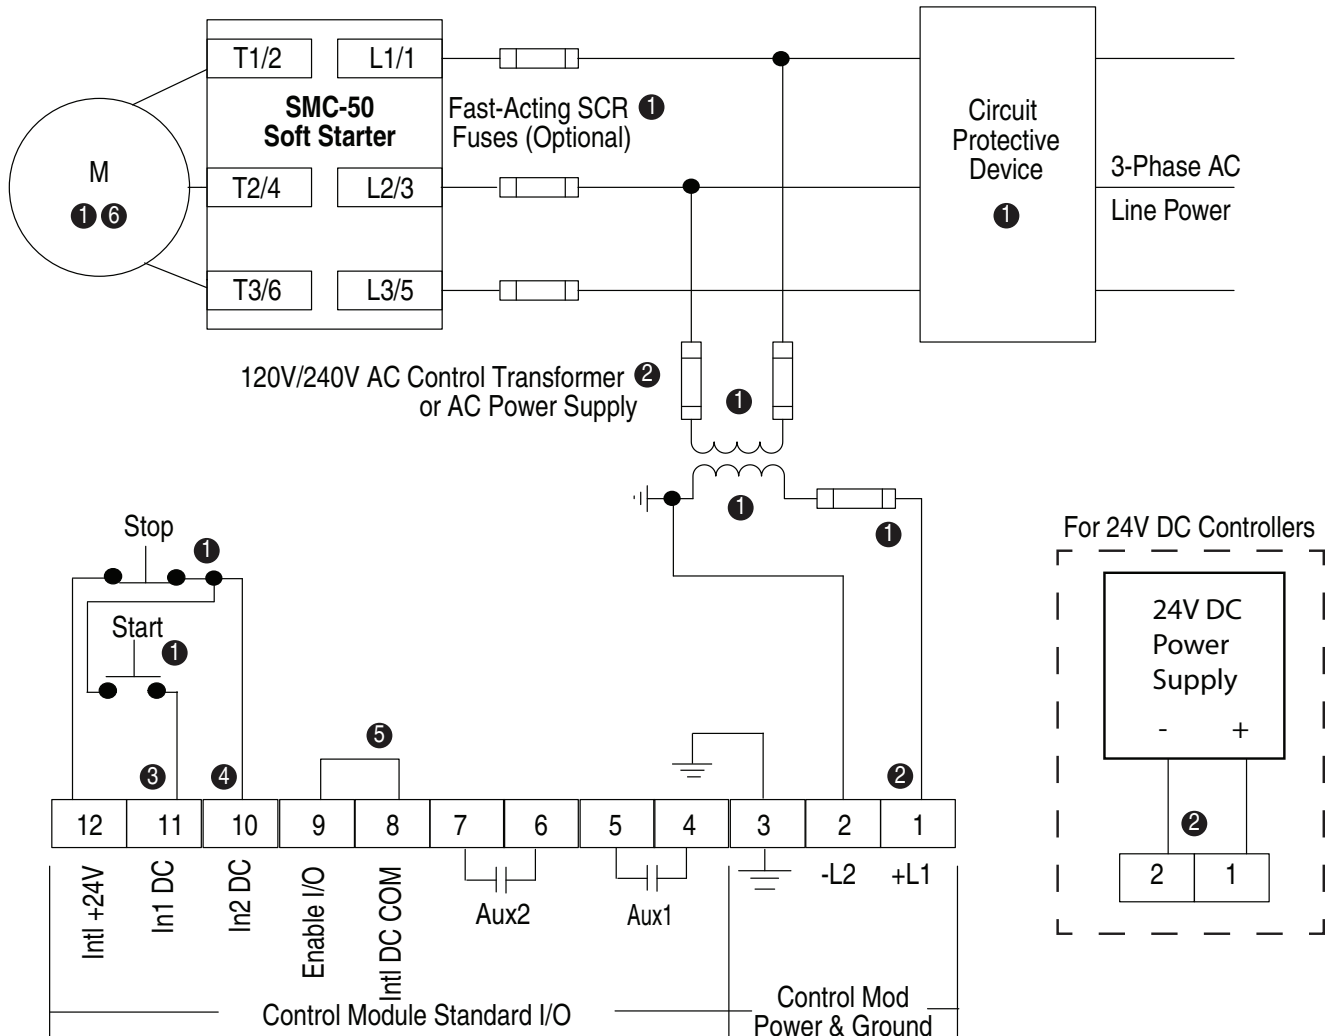 T1/2
L1/1
SMC-50
Soft Starter
Fast-Acting SCR ❶
Fuses (Optional)
Circuit
Protective
Device
❶
3-Phase AC
Line Power
M
❶ ❻
T2/4
L2/3
T3/6
L3/5
120V/240V AC Control Transformer ❷
or AC Power Supply
❶
❶
❶
Stop
❶
Start
❶
❸
❹
❺
❷
12
11
10
9
8
7
6
5
4
3
2
1
Intl +24V
In1 DC
In2 DC
Enable I/O
Intl DC COM
Aux2
Aux1
-L2
+L1
Control Module Standard I/O
Control Mod
Power & Ground
For 24V DC Controllers
24V DC
Power
Supply
- +
❷
2
1